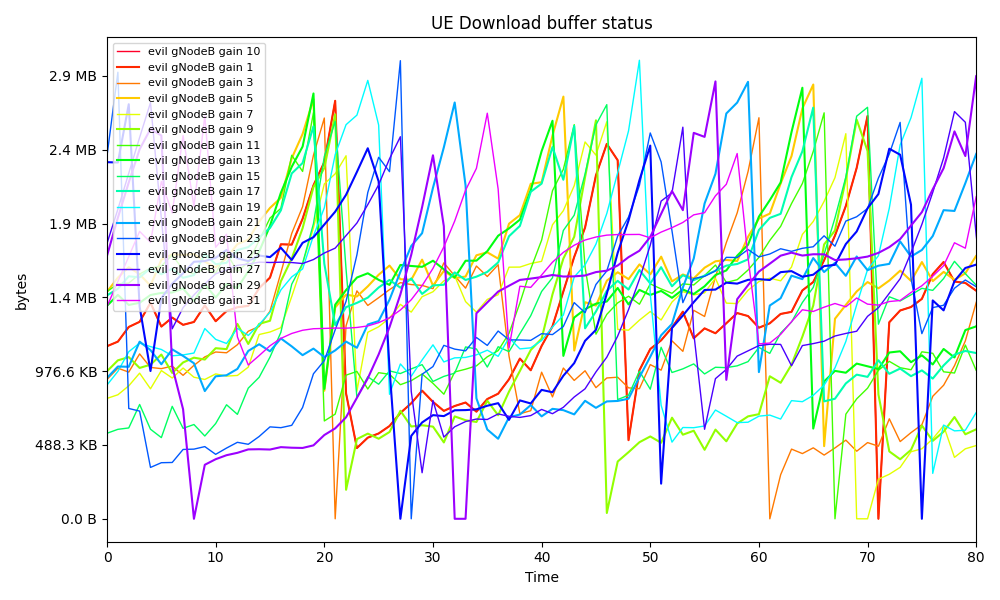 UE Download buffer status
bytes
2.9 MB
2.4 MB
1.9 MB
1.4 MB
976.6 KB
488.3 KB
0.0 B
evil gNodeB gain 10
evil gNodeB gain 1
evil gNodeB gain 3
evil gNodeB gain 5
evil gNodeB gain 7
evil gNodeB gain 9
evil gNodeB gain 11
evil gNodeB gain 13
evil gNodeB gain 15
evil gNodeB gain 17
evil gNodeB gain 19
evil gNodeB gain 21
evil gNodeB gain 23
evil gNodeB gain 25
evil gNodeB gain 27
evil gNodeB gain 29
evil gNodeB gain 31
0 10 20 30 40 50 60 70 80
Time